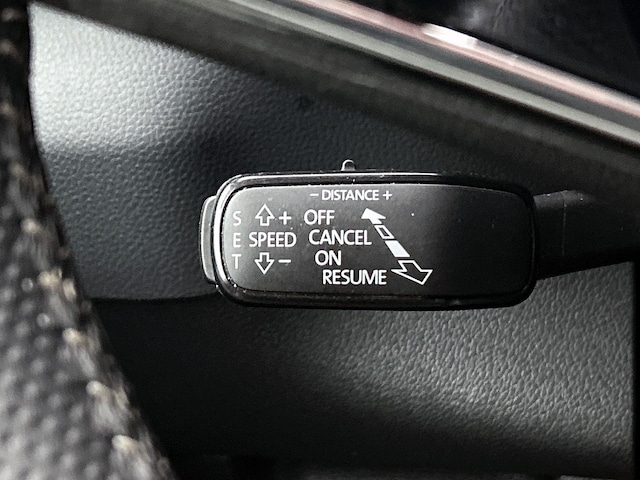 - DISTANCE +
S + OFF
E SPEED CANCEL
T - ON
RESUME